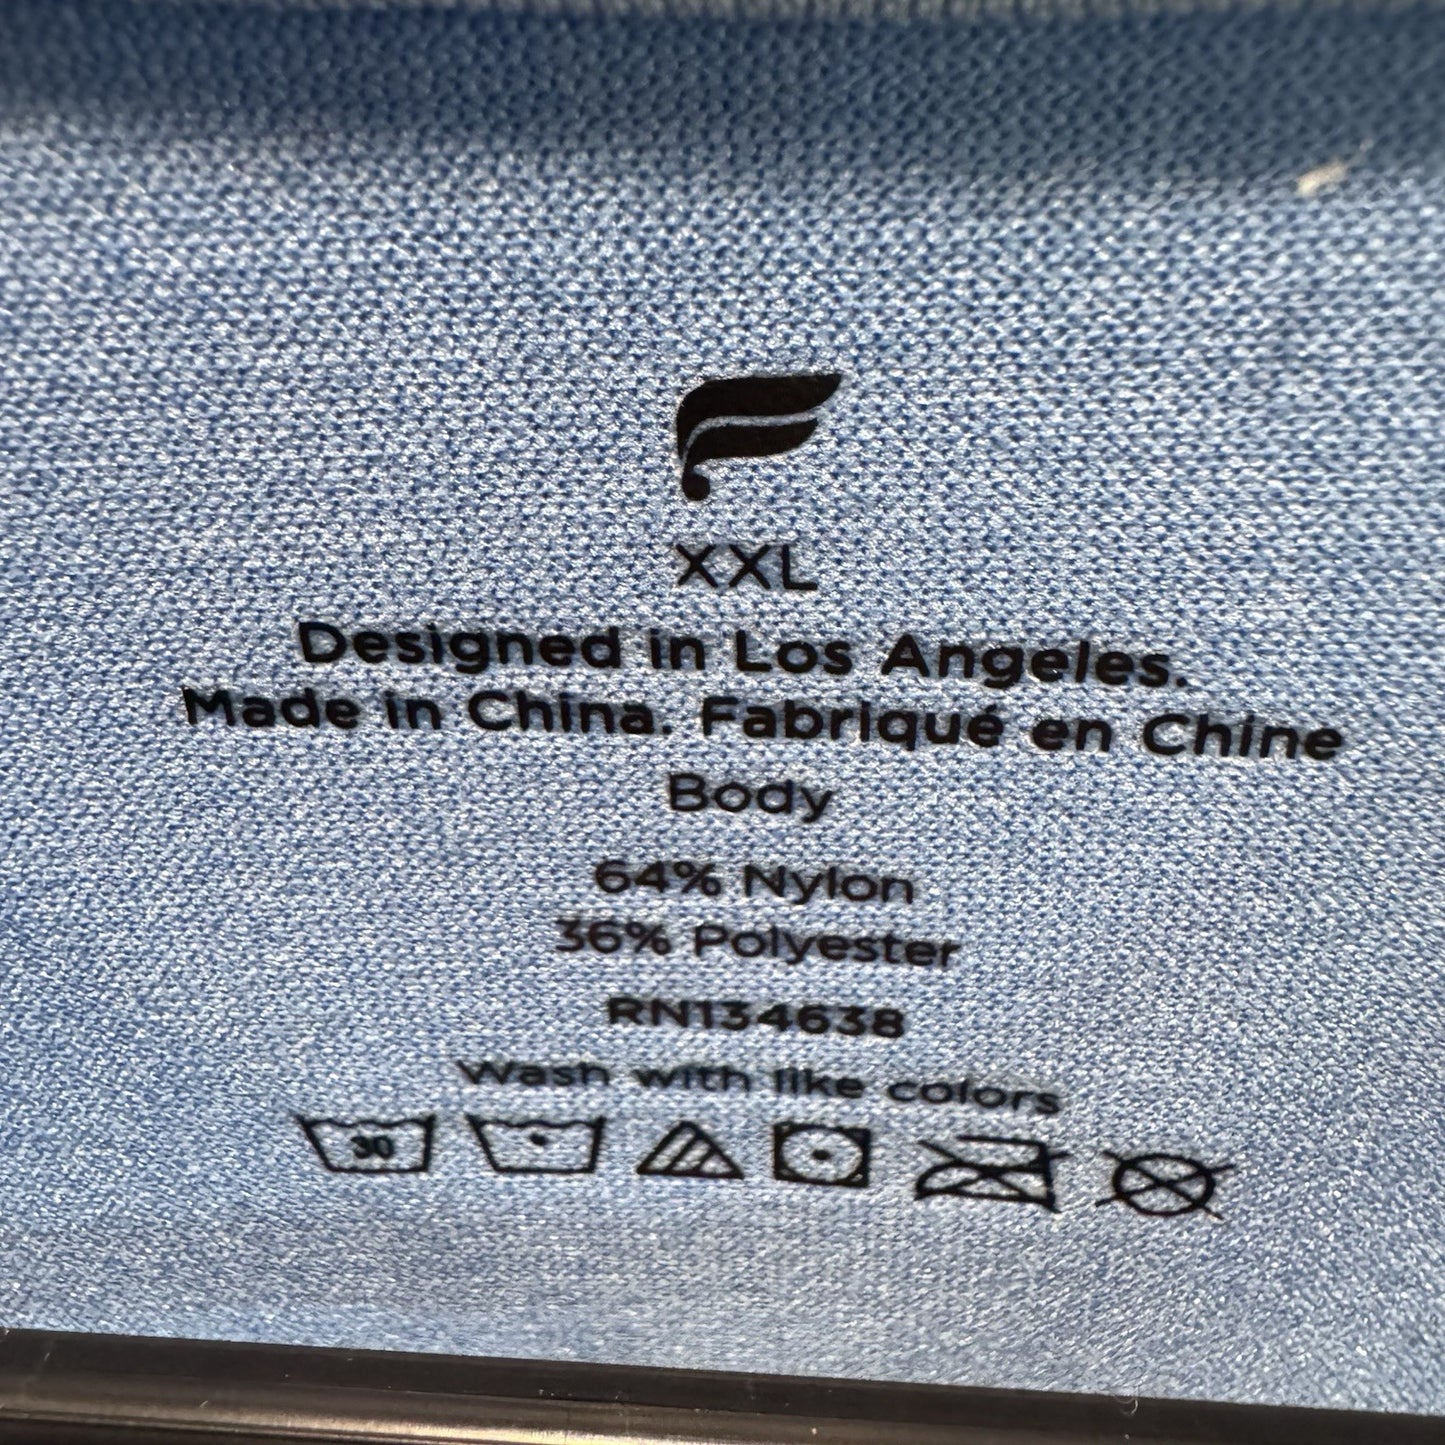 XXL
Designed in Los Angeles.
Made in China. Fabriqué en Chine
Body
64% Nylon
36% Polyester
RN134638
Wash with like colors
30